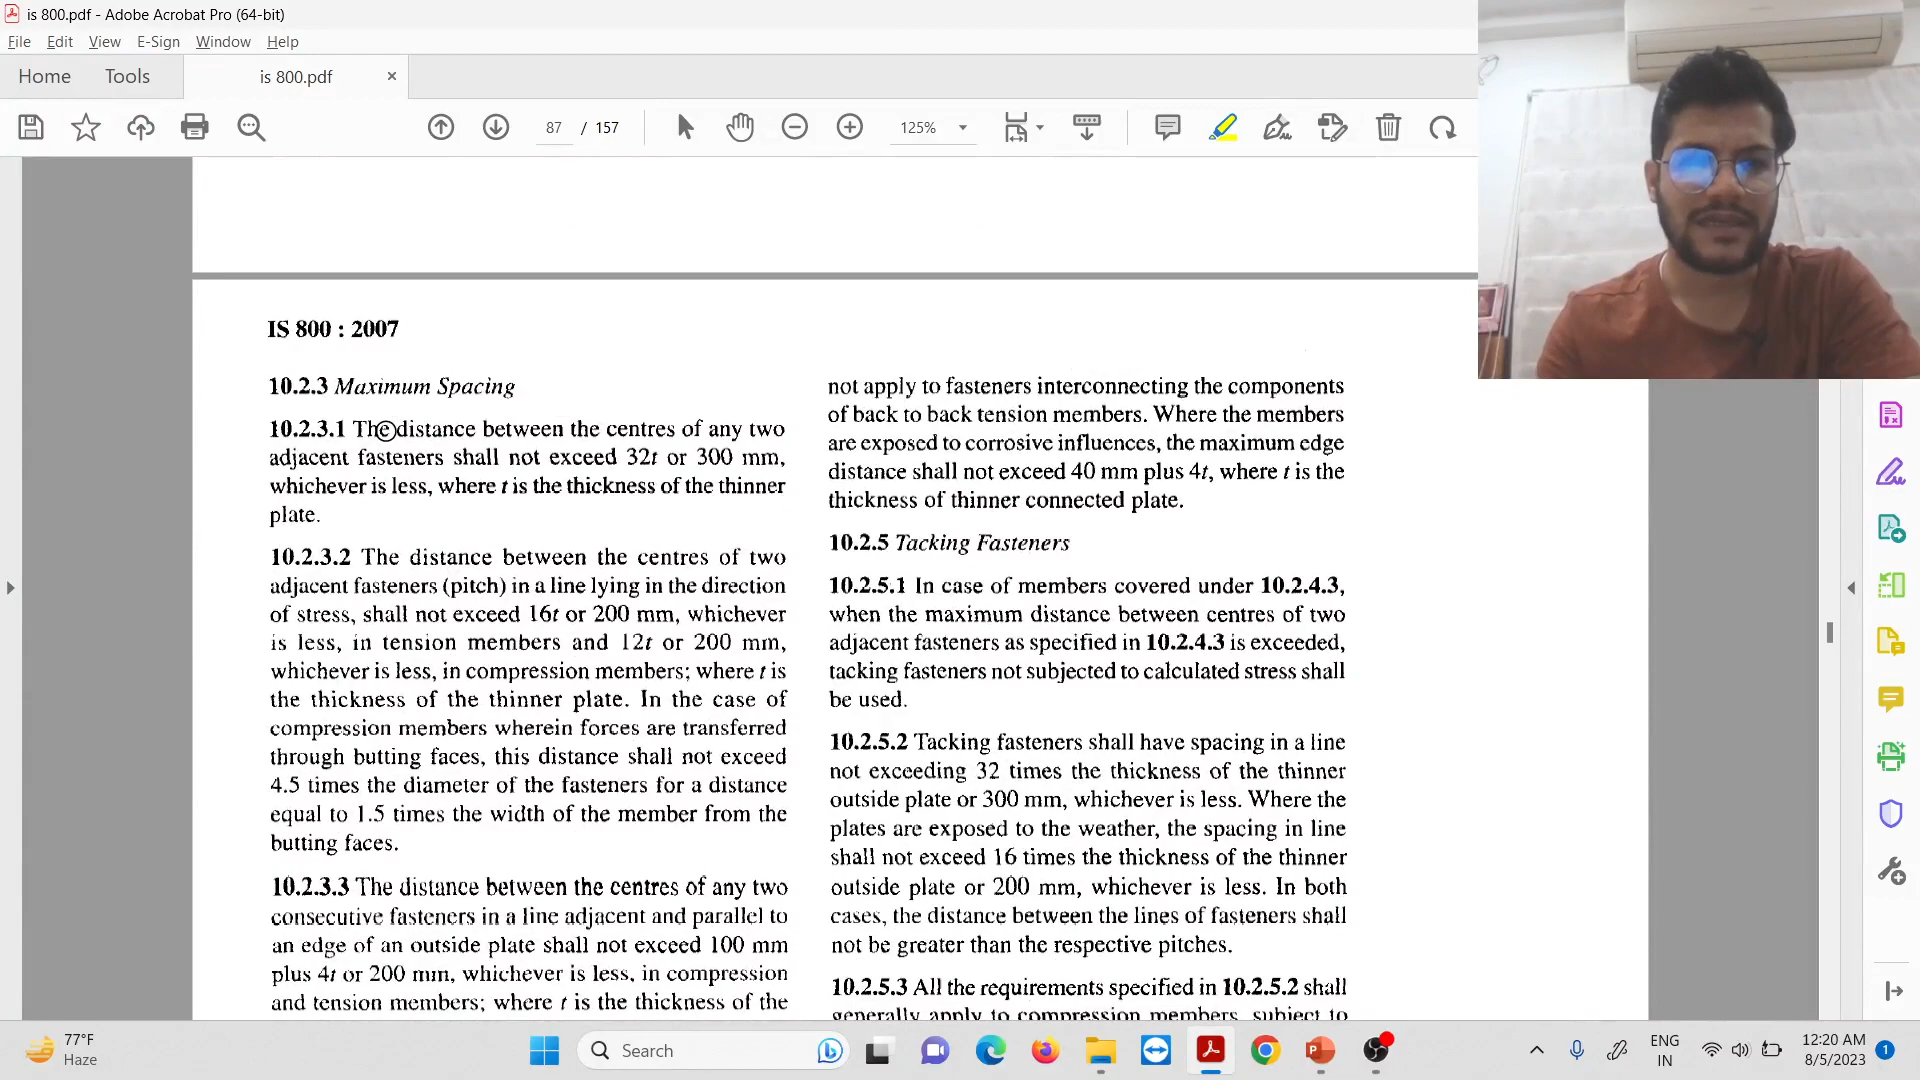 is 800.pdf - Adobe Acrobat Pro (64-bit)
File Edit View E-Sign Window Help
Home Tools is 800.pdf
87 / 157 125%
IS 800 : 2007
10.2.3 Maximum Spacing
10.2.3.1 The distance between the centres of any two
adjacent fasteners shall not exceed 32t or 300 mm,
whichever is less, where t is the thickness of the thinner
plate.
10.2.3.2 The distance between the centres of two
adjacent fasteners (pitch) in a line lying in the direction
of stress, shall not exceed 16t or 200 mm, whichever
is less, in tension members and 12t or 200 mm,
whichever is less, in compression members; where t is
the thickness of the thinner plate. In the case of
compression members wherein forces are transferred
through butting faces, this distance shall not exceed
4.5 times the diameter of the fasteners for a distance
equal to 1.5 times the width of the member from the
butting faces.
10.2.3.3 The distance between the centres of any two
consecutive fasteners in a line adjacent and parallel to
an edge of an outside plate shall not exceed 100 mm
plus 4t or 200 mm, whichever is less, in compression
and tension members; where t is the thickness of the
not apply to fasteners interconnecting the components
of back to back tension members. Where the members
are exposed to corrosive influences, the maximum edge
distance shall not exceed 40 mm plus 4t, where t is the
thickness of thinner connected plate.
10.2.5 Tacking Fasteners
10.2.5.1 In case of members covered under 10.2.4.3,
when the maximum distance between centres of two
adjacent fasteners as specified in 10.2.4.3 is exceeded,
tacking fasteners not subjected to calculated stress shall
be used.
10.2.5.2 Tacking fasteners shall have spacing in a line
not exceeding 32 times the thickness of the thinner
outside plate or 300 mm, whichever is less. Where the
plates are exposed to the weather, the spacing in line
shall not exceed 16 times the thickness of the thinner
outside plate or 200 mm, whichever is less. In both
cases, the distance between the lines of fasteners shall
not be greater than the respective pitches.
10.2.5.3 All the requirements specified in 10.2.5.2 shall
generally apply to compression members, subject to
77°F
Haze
Search
ENG
IN
12:20 AM
8/5/2023
1